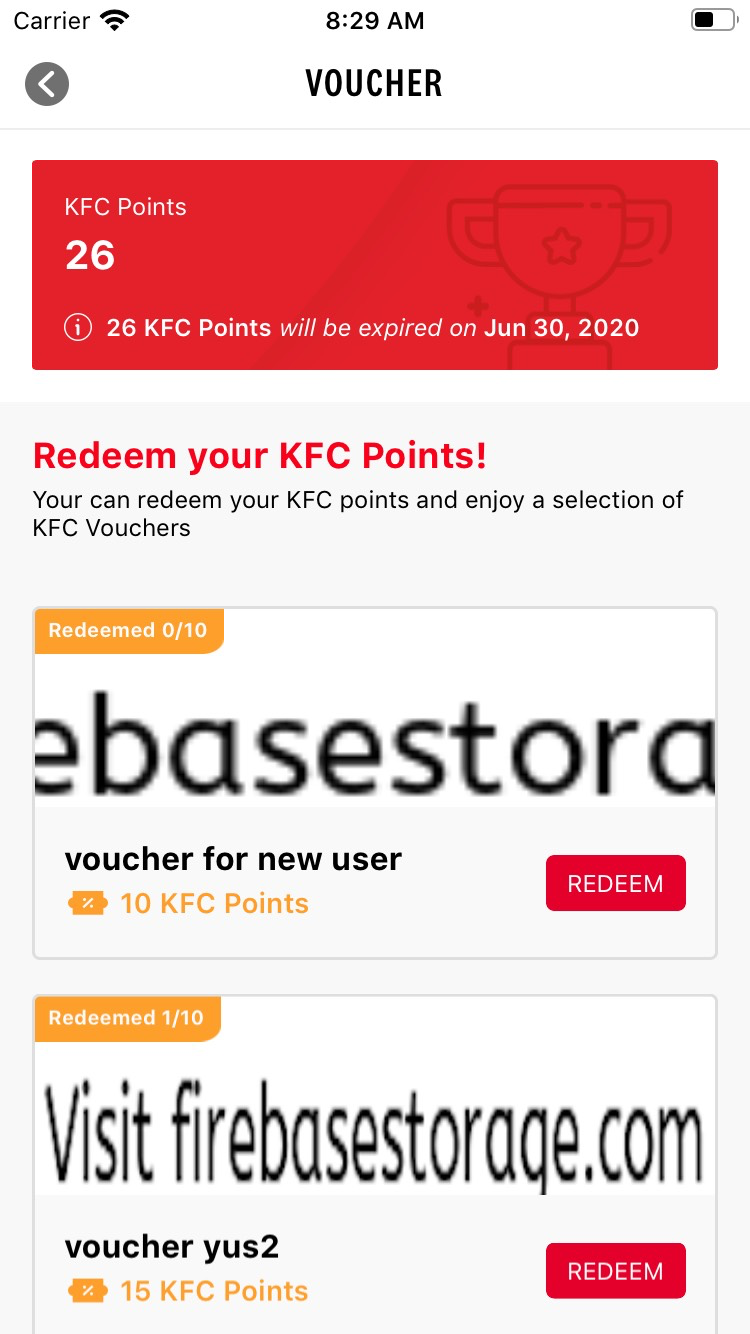 Carrier 8:29 AM
VOUCHER
KFC Points
26
26 KFC Points will be expired on Jun 30, 2020
Redeem your KFC Points!
Your can redeem your KFC points and enjoy a selection of
KFC Vouchers
Redeemed 0/10
ebasestora
voucher for new user
10 KFC Points
REDEEM
Redeemed 1/10
Visit firebasestorage.com
voucher yus2
15 KFC Points
REDEEM